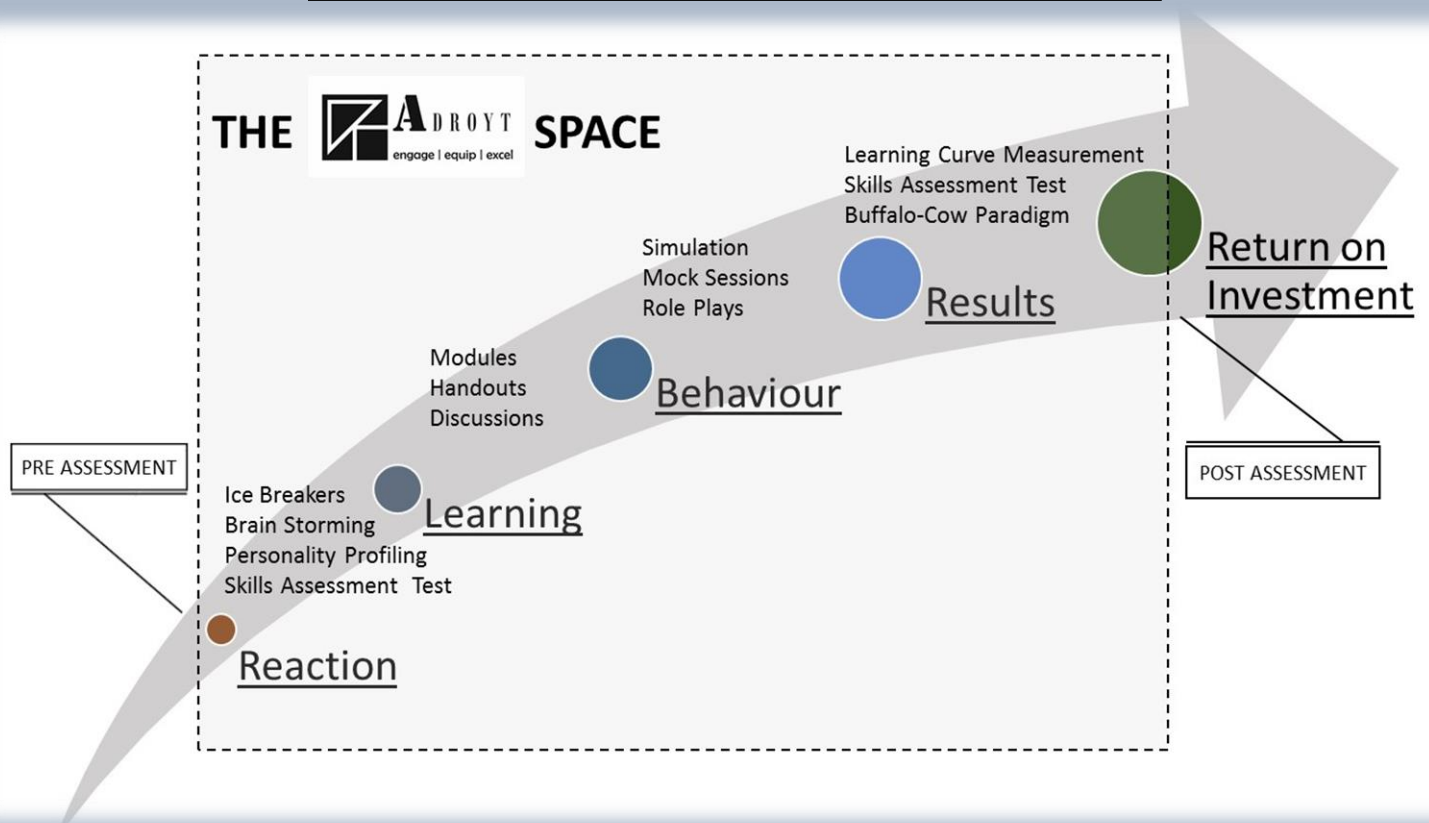 THE ADROYT SPACE
engage | equip | excel
Learning Curve Measurement
Skills Assessment Test
Buffalo-Cow Paradigm
Return on
Investment
Simulation
Mock Sessions
Role Plays
Results
Modules
Handouts
Discussions
Behaviour
PRE ASSESSMENT
POST ASSESSMENT
Ice Breakers
Brain Storming
Personality Profiling
Skills Assessment Test
Learning
Reaction